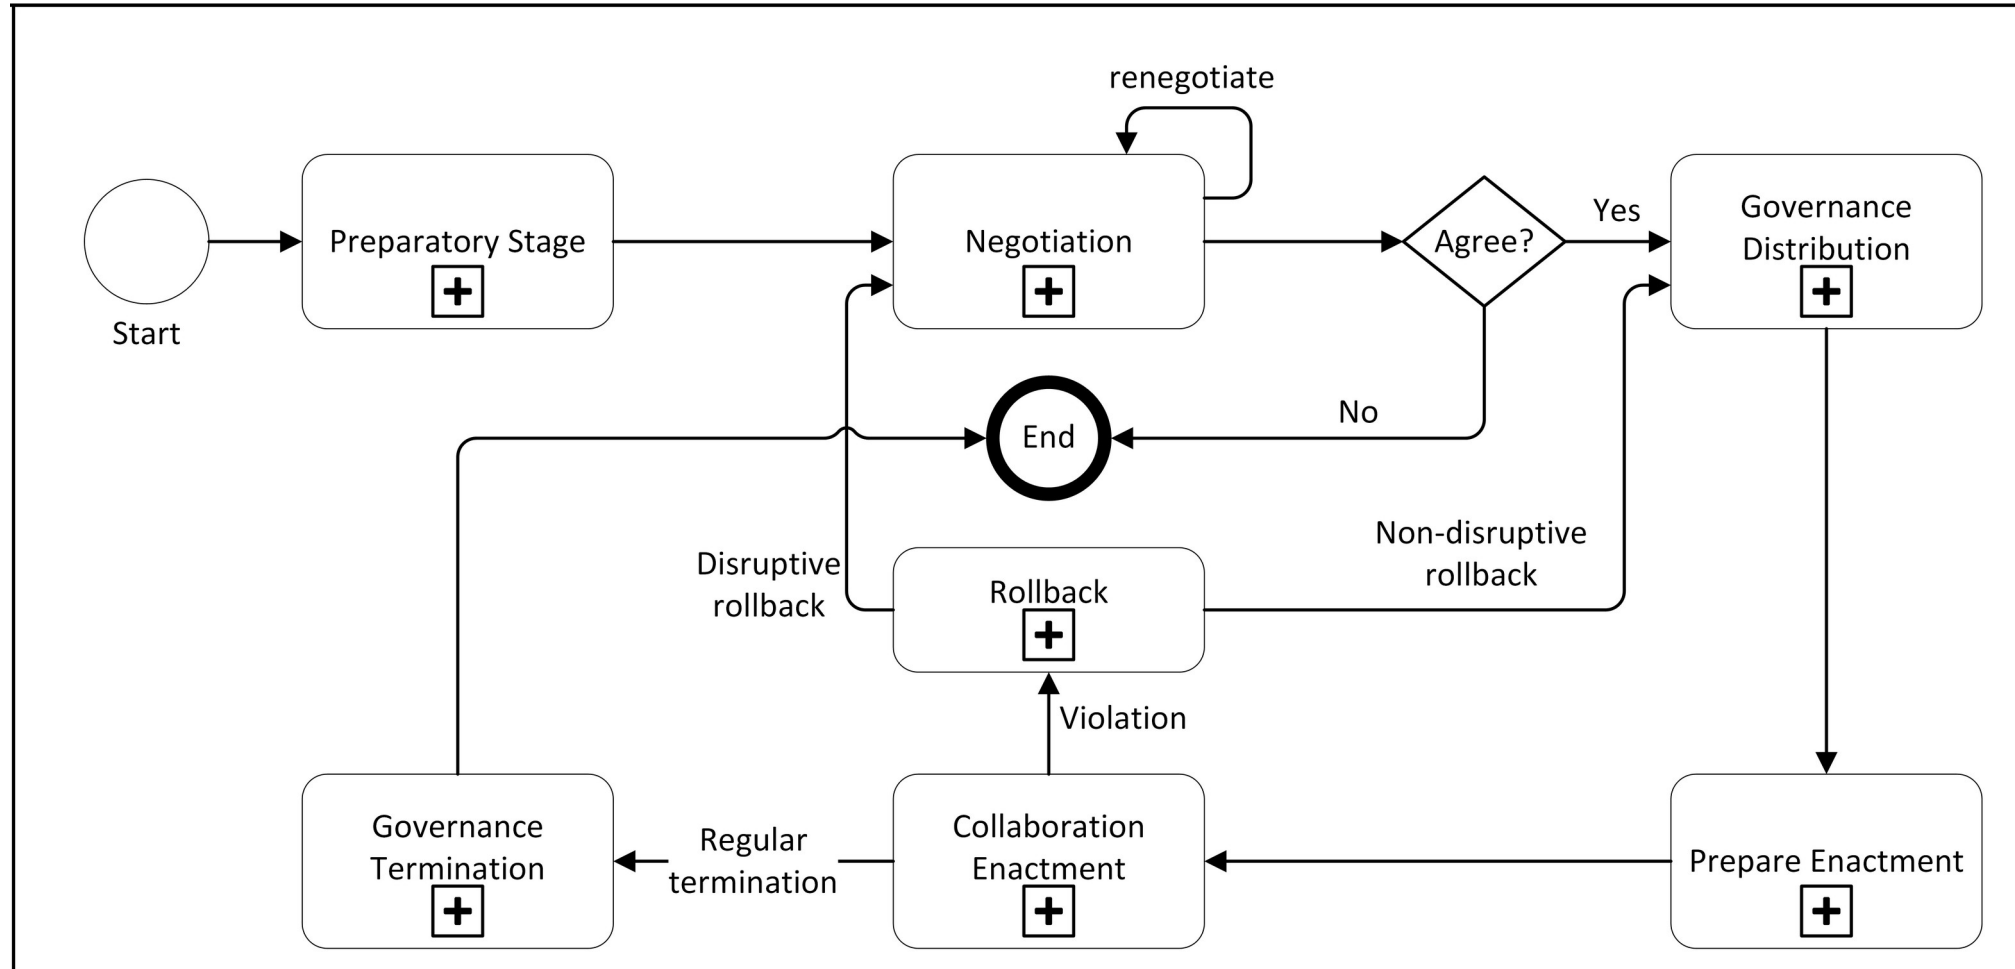 renegotiate
Start
Preparatory Stage
Negotiation
Agree?
Yes
Governance
Distribution
No
End
Disruptive
rollback
Rollback
Non-disruptive
rollback
Violation
Governance
Termination
Regular
termination
Collaboration
Enactment
Prepare Enactment